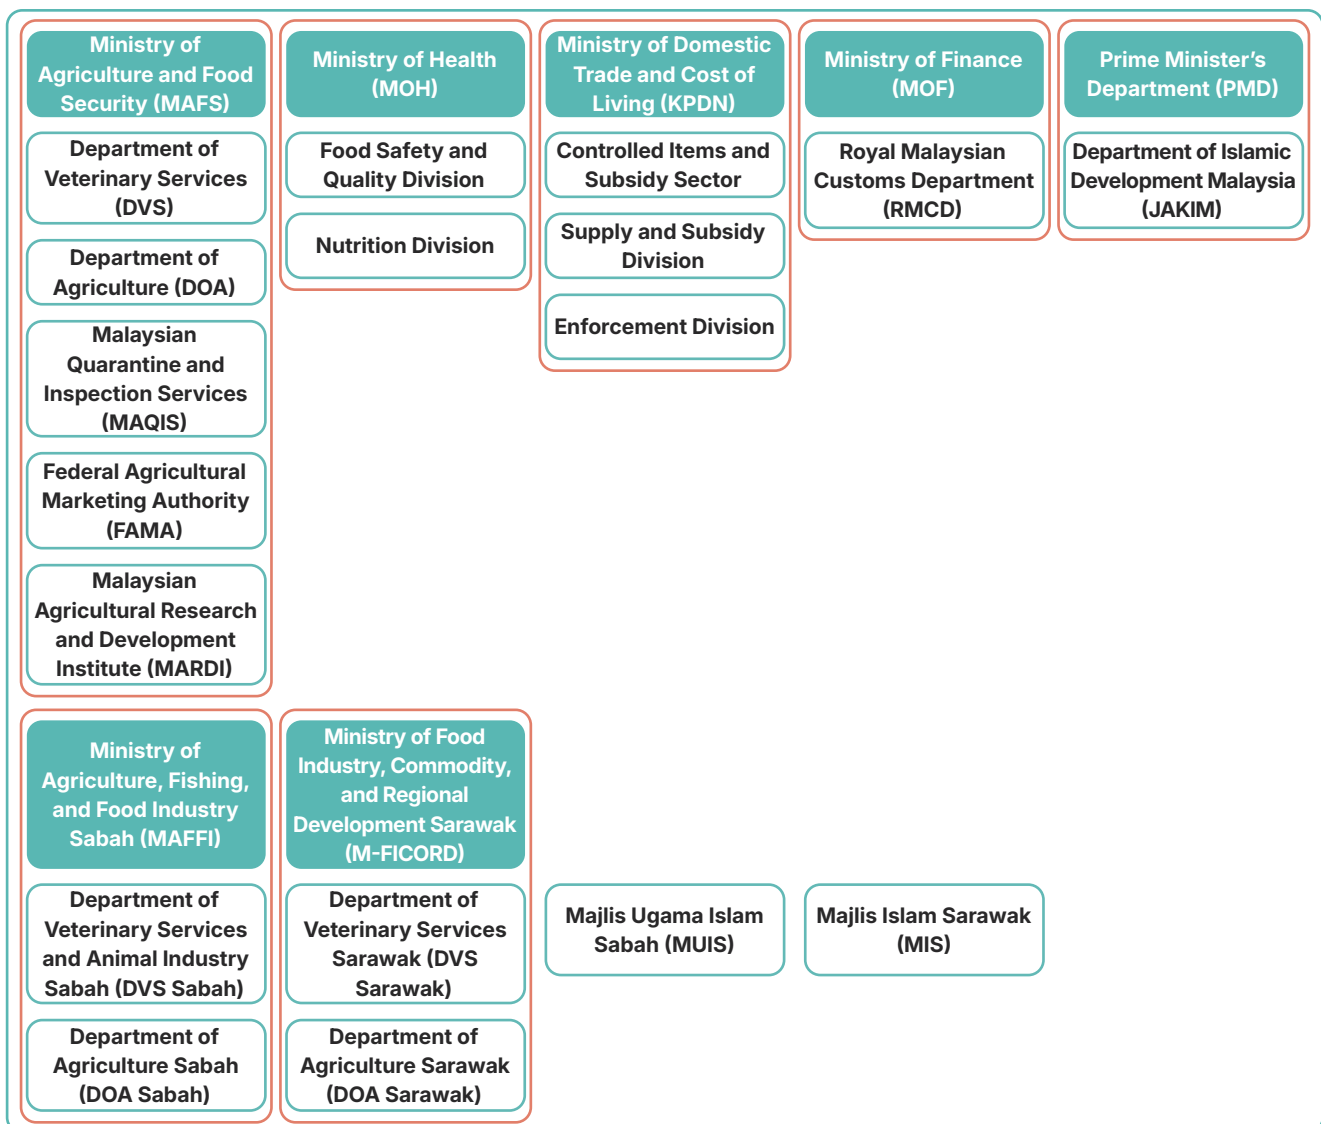 Ministry of
Agriculture and Food
Security (MAFS)
Department of
Veterinary Services
(DVS)
Department of
Agriculture (DOA)
Malaysian
Quarantine and
Inspection Services
(MAQIS)
Federal Agricultural
Marketing Authority
(FAMA)
Malaysian
Agricultural Research
and Development
Institute (MARDI)
Ministry of Health
(MOH)
Food Safety and
Quality Division
Nutrition Division
Ministry of Domestic
Trade and Cost of
Living (KPDN)
Controlled Items and
Subsidy Sector
Supply and Subsidy
Division
Enforcement Division
Ministry of Finance
(MOF)
Royal Malaysian
Customs Department
(RMCD)
Prime Minister’s
Department (PMD)
Department of Islamic
Development Malaysia
(JAKIM)
Ministry of
Agriculture, Fishing,
and Food Industry
Sabah (MAFFI)
Department of
Veterinary Services
and Animal Industry
Sabah (DVS Sabah)
Department of
Agriculture Sabah
(DOA Sabah)
Ministry of Food
Industry, Commodity,
and Regional
Development Sarawak
(M-FICORD)
Department of
Veterinary Services
Sarawak (DVS
Sarawak)
Department of
Agriculture Sarawak
(DOA Sarawak)
Majlis Ugama Islam
Sabah (MUIS)
Majlis Islam Sarawak
(MIS)